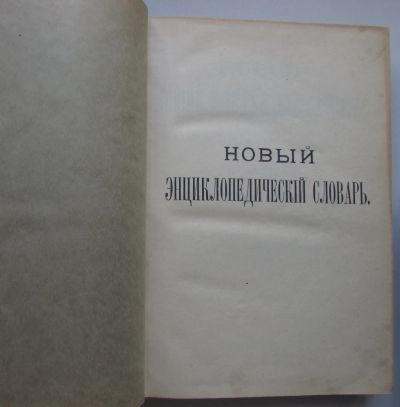 НОВЫЙ
ЭНЦИКЛОПЕДИЧЕСКІЙ СЛОВАРЬ.